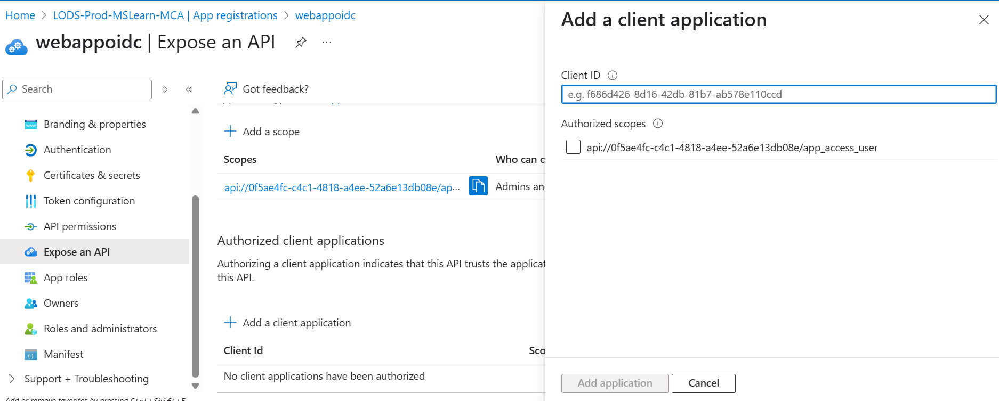 Home > LODS-Prod-MSLearn-MCA | App registrations > webappoidc
webappoidc | Expose an API
...
Search
Branding & properties
Authentication
Certificates & secrets
Token configuration
API permissions
Expose an API
App roles
Owners
Roles and administrators
Manifest
Support + Troubleshooting
Add or remove favorites by pressing Ctrl+Shift+F
Got feedback?
Add a scope
Scopes
Who can c
api://0f5ae4fc-c4c1-4818-a4ee-52a6e13db08e/ap...
Admins and
Authorized client applications
Authorizing a client application indicates that this API trusts the applicat
this API.
Add a client application
Client Id
Sco
No client applications have been authorized
Add a client application
Client ID
e.g. f686d426-8d16-42db-81b7-ab578e110ccd
Authorized scopes
api://0f5ae4fc-c4c1-4818-a4ee-52a6e13db08e/app_access_user
Add application
Cancel